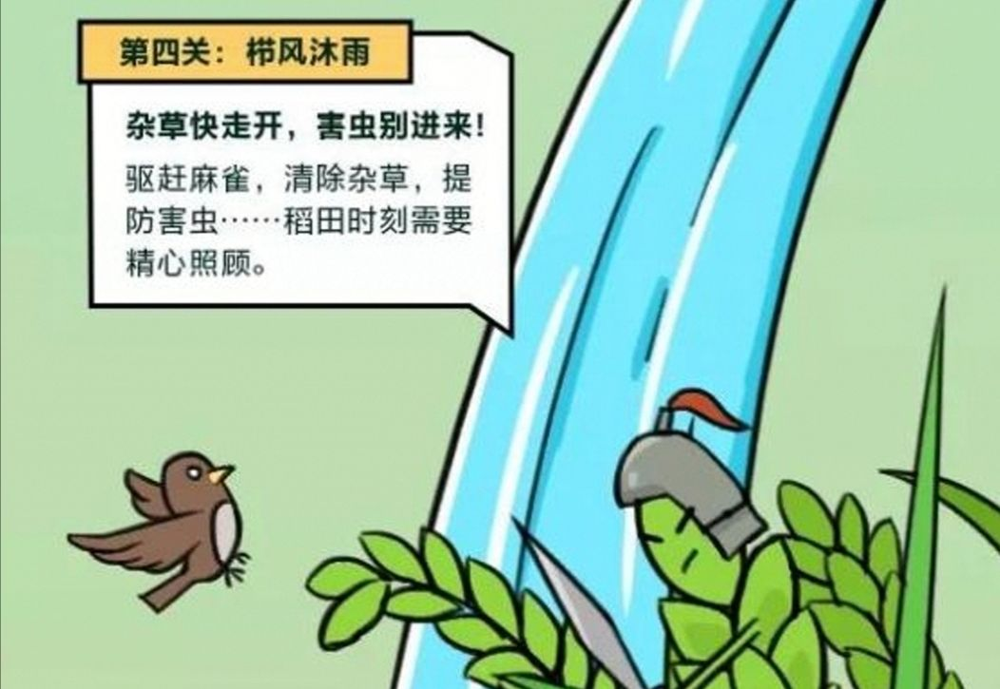 第四关：栉风沐雨
杂草快走开，害虫别进来！
驱赶麻雀，清除杂草，提
防害虫……稻田时刻需要
精心照顾。